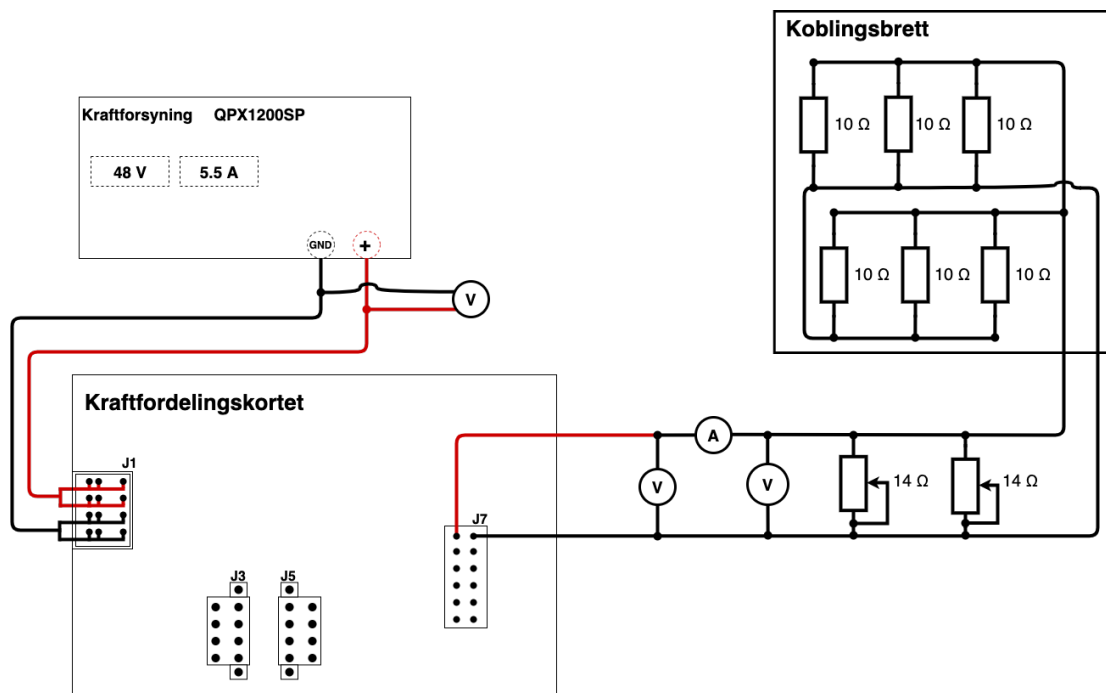 Koblingsbrett
10 Ω
10 Ω
10 Ω
10 Ω
10 Ω
10 Ω
Kraftforsyning QPX1200SP
48 V
5.5 A
GND
+
V
Kraftfordelingskortet
J1
J7
J3
J5
A
V
V
14 Ω
14 Ω